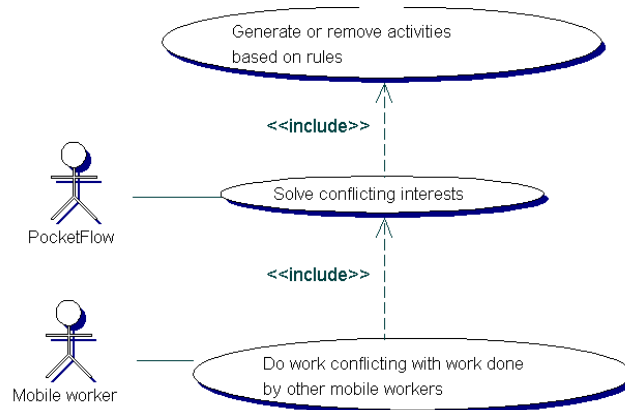 Generate or remove activities
based on rules
<<include>>
Solve conflicting interests
PocketFlow
<<include>>
Do work conflicting with work done
by other mobile workers
Mobile worker